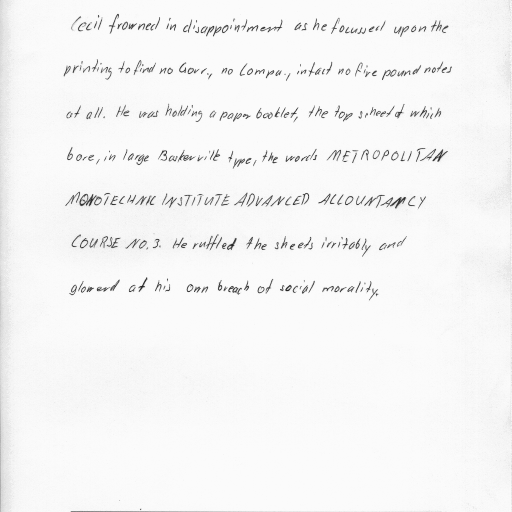 Cecil frowned in disappointment as he focussed upon the
printing to find no Govr., no Compa., infact no five pound notes
at all. He was holding a paper booklet, the top sheet of which
bore, in large Baskerville type, the words METROPOLITAN
MONOTECHNIC INSTITUTE ADVANCED ACCOUNTANCY
COURSE NO.3. He ruffled the sheets irritably and
glowered at his own breach of social morality.